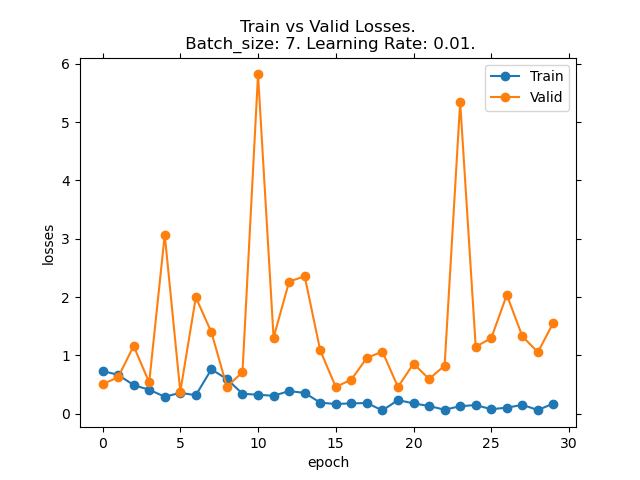 Train vs Valid Losses.
Batch_size: 7. Learning Rate: 0.01.
6
5
4
3
2
1
0
losses
Train
Valid
0 5 10 15 20 25 30
epoch